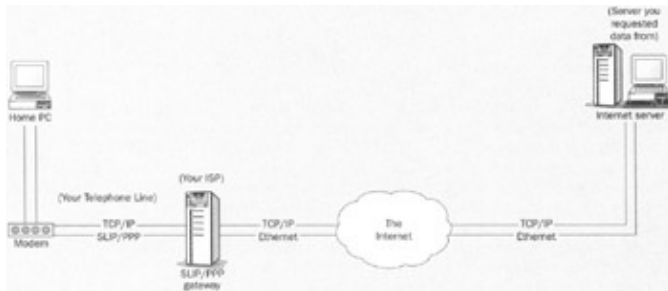 (Server you
requested
data from)
Home PC
Internet server
(Your ISP)
(Your Telephone Line)
TCP/IP
SLIP/PPP
Modem
SLIP/PPP
gateway
TCP/IP
Ethernet
The
Internet
TCP/IP
Ethernet